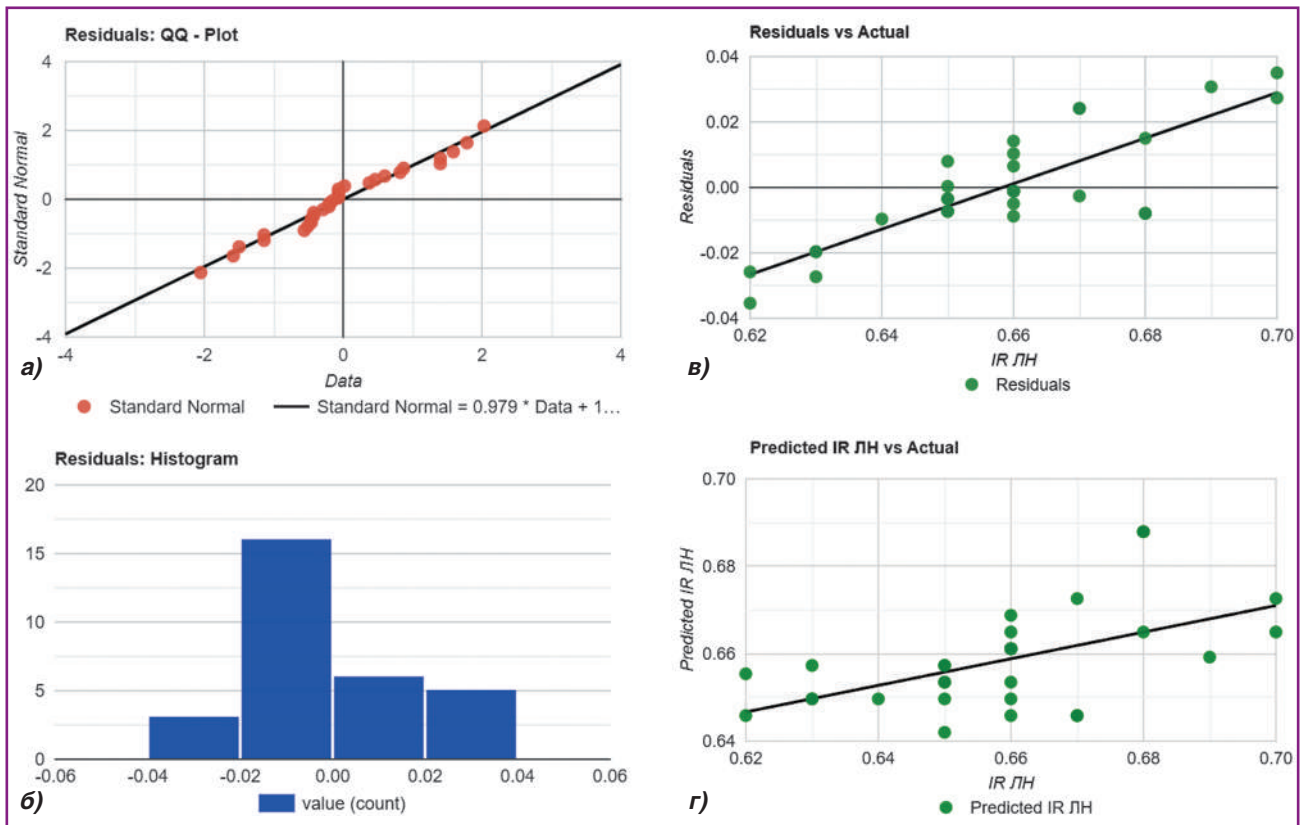 Residuals: QQ - Plot
4
2
0
-2
-4
Standard Normal
-4
-2
0
2
4
Data
а)
Standard Normal
Standard Normal = 0.979 * Data + 1…
Residuals vs Actual
0.04
0.02
0.00
-0.02
-0.04
Residuals
0.62
0.64
0.66
0.68
0.70
IR ЛН
в)
Residuals
Residuals: Histogram
20
15
10
5
0
-0.06
-0.04
-0.02
0.00
0.02
0.04
0.06
б)
value (count)
Predicted IR ЛН vs Actual
0.70
0.68
0.66
0.64
Predicted IR ЛН
0.62
0.64
0.66
0.68
0.70
IR ЛН
г)
Predicted IR ЛН